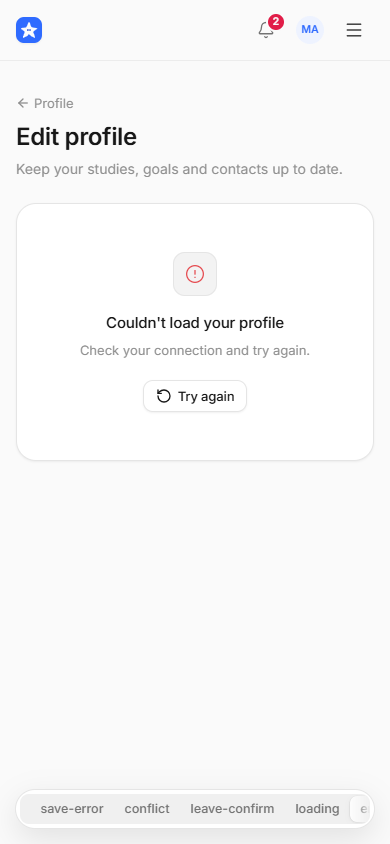 2
MA
Profile
Edit profile
Keep your studies, goals and contacts up to date.
Couldn't load your profile
Check your connection and try again.
Try again
save-error conflict leave-confirm loading